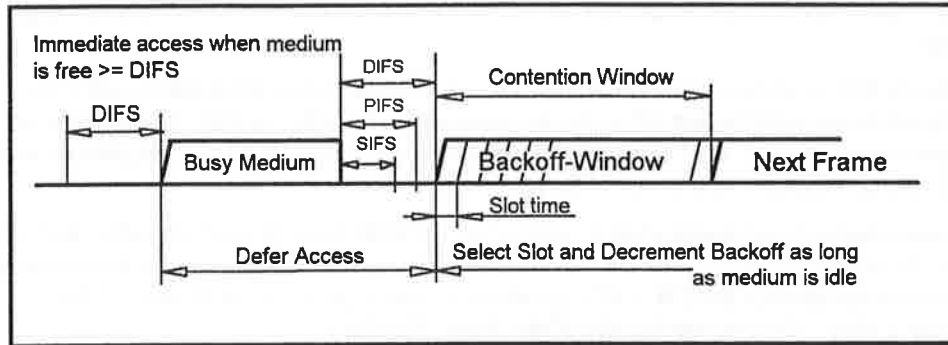 Immediate access when medium
is free >= DIFS
DIFS
DIFS
PIFS
SIFS
Contention Window
Busy Medium
Backoff-Window
Next Frame
Slot time
Defer Access
Select Slot and Decrement Backoff as long
as medium is idle